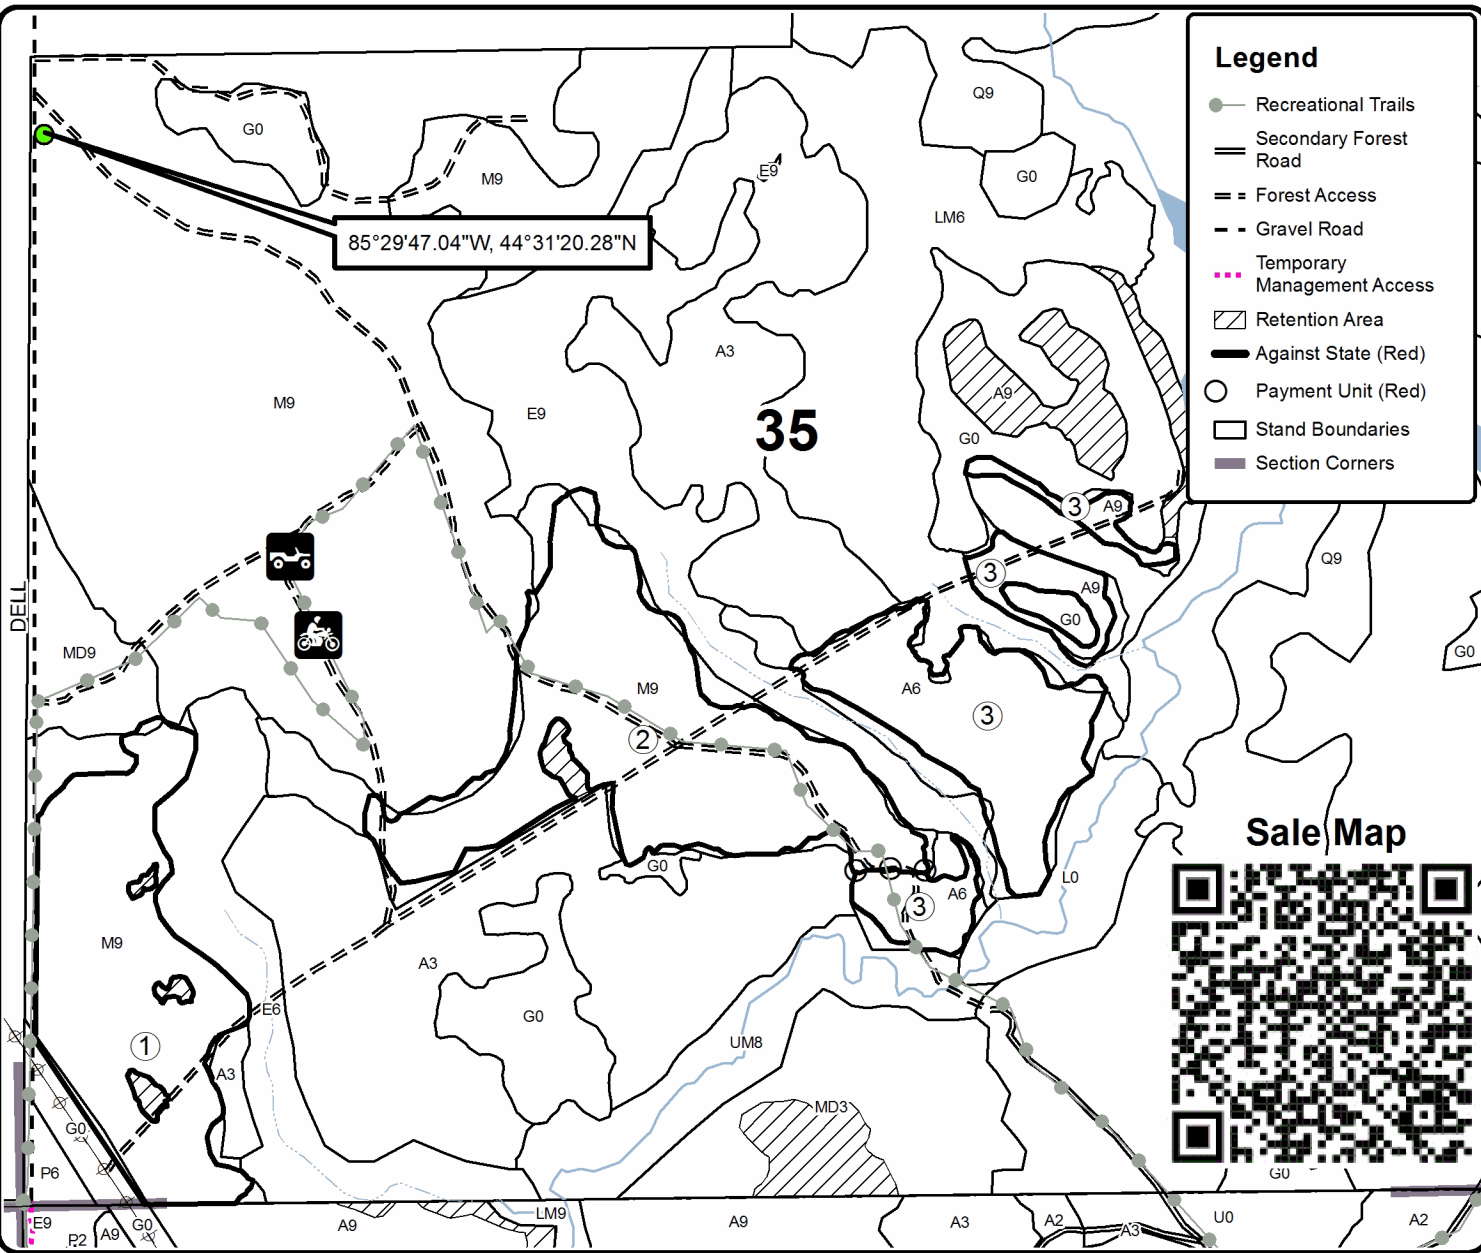 Legend
Recreational Trails
Secondary Forest
Road
Forest Access
Gravel Road
Temporary
Management Access
Retention Area
Against State (Red)
Payment Unit (Red)
Stand Boundaries
Section Corners
Q9
G0
E9
G0
M9
LM6
85°29'47.04"W, 44°31'20.28"N
A3
A9
M9
E9
35
G0
3
A9
Q9
3
A9
DELL
G0
MD9
G0
M9
A6
3
2
Sale Map
G0
L0
A6
3
M9
A3
E6
G0
1
UM8
A3
MD3
G0
P6
G0
E9
G0
A9
P2
A9
LM9
A9
A3
A2
A3
U0
A2